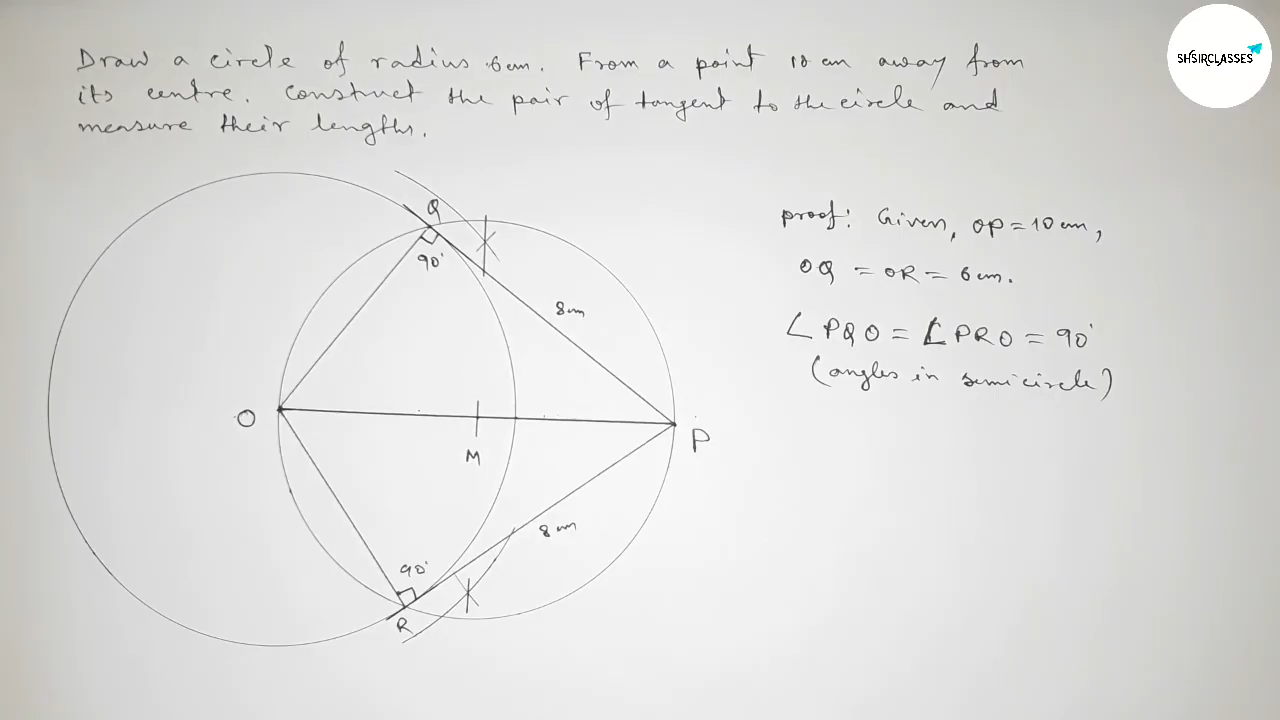 Draw a circle of radius 6cm. From a point 10 cm away from
its centre. Construct the pair of tangent to the circle and
measure their lengths.
SHSIRCLASSES
Q
90°
8cm
proof: Given, OP = 10 cm,
OQ = OR = 6 cm.
∠PQO = ∠PRO = 90°
(angles in semicircle)
O
M
P
8 cm
90°
R